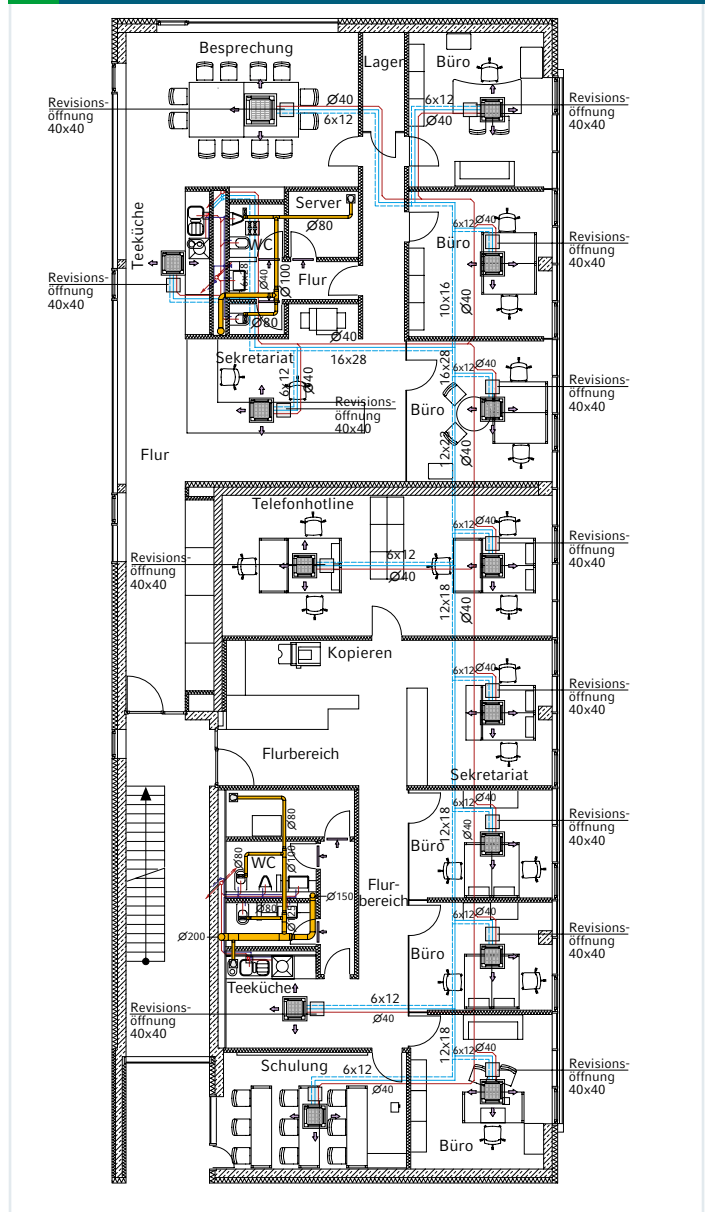 Besprechung
Lager
Büro
Revisions-
öffnung
40x40
Ø40
6x12
6x12
Ø40
Revisions-
öffnung
40x40
Teeküche
Server
Ø80
WC
6x18
Ø40
Ø100
Flur
Ø80
Büro
Ø40
6x12
Revisions-
öffnung
40x40
Revisions-
öffnung
40x40
10x16
Ø40
Ø40
16x28
Sekretariat
6x12
Ø40
Revisions-
öffnung
40x40
16x28
6x12
Ø40
Büro
12x22
Ø40
Revisions-
öffnung
40x40
Flur
Telefonhotline
Revisions-
öffnung
40x40
6x12
Ø40
6x12
Ø40
12x18
Ø40
Revisions-
öffnung
40x40
Kopieren
Flurbereich
6x12
Ø40
Sekretariat
Revisions-
öffnung
40x40
Ø80
Ø80
WC
Ø100
Ø80
Ø125
Ø150
Ø200
Flur-
bereich
6x12
Ø40
12x18
Ø40
Büro
Revisions-
öffnung
40x40
6x12
Ø40
Büro
Revisions-
öffnung
40x40
Teeküche
Revisions-
öffnung
40x40
6x12
Ø40
12x18
Schulung
6x12
Ø40
6x12
Ø40
Büro
Revisions-
öffnung
40x40